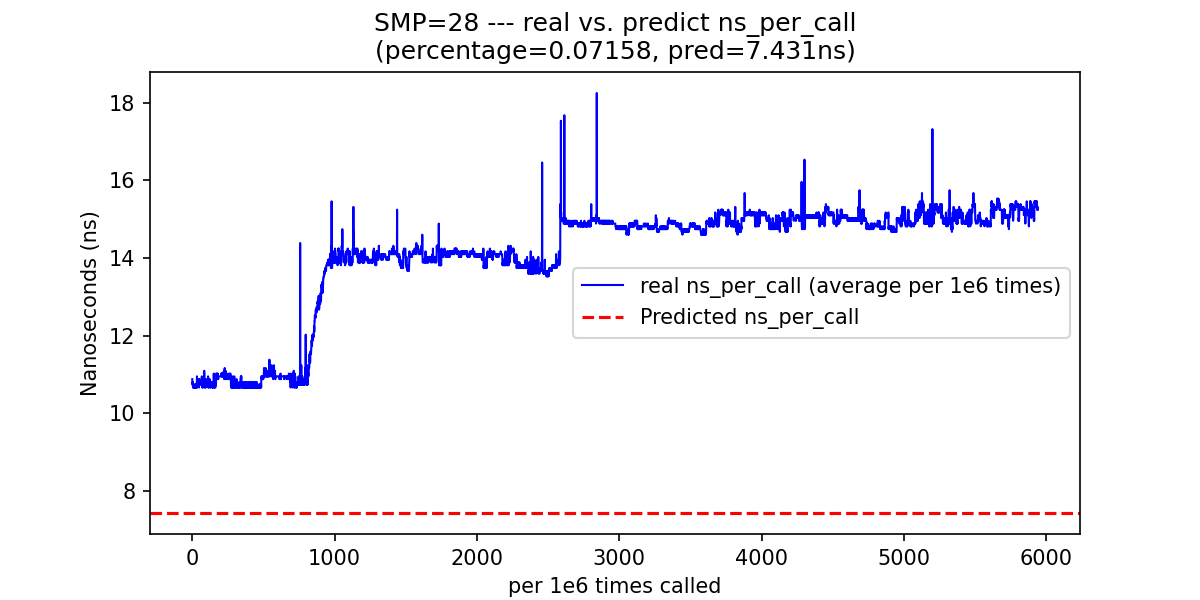 SMP=28 --- real vs. predict ns_per_call
(percentage=0.07158, pred=7.431ns)
Nanoseconds (ns)
18
16
14
12
10
8
real ns_per_call (average per 1e6 times)
Predicted ns_per_call
0 1000 2000 3000 4000 5000 6000
per 1e6 times called